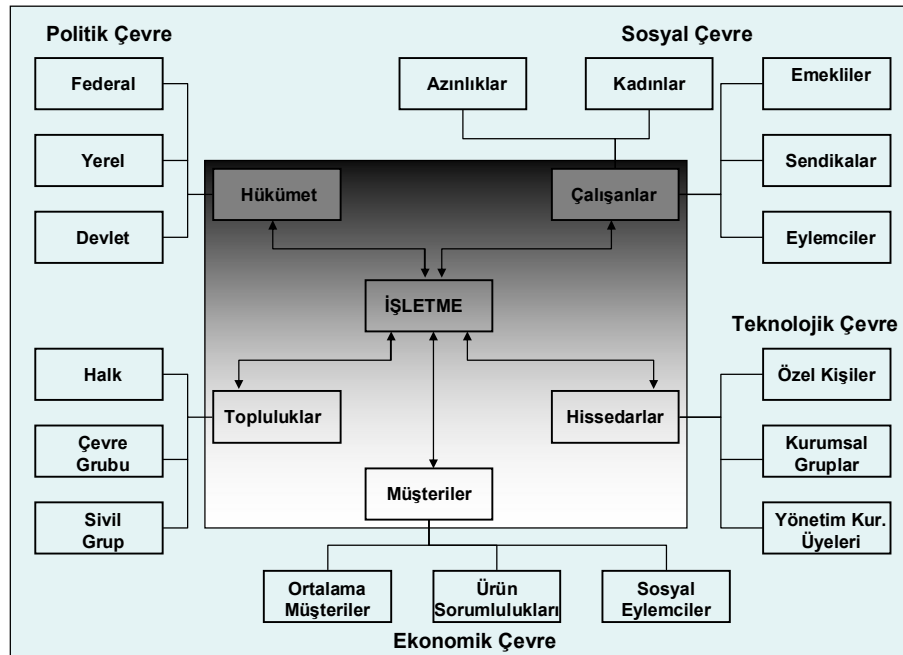 Politik Çevre
Sosyal Çevre
Federal
Azınlıklar
Kadınlar
Emekliler
Yerel
Sendikalar
Hükümet
Çalışanlar
Devlet
Eylemciler
İŞLETME
Teknolojik Çevre
Halk
Özel Kişiler
Topluluklar
Hissedarlar
Çevre
Grubu
Kurumsal
Gruplar
Müşteriler
Sivil
Grup
Yönetim Kur.
Üyeleri
Ortalama
Müşteriler
Ürün
Sorumlulukları
Sosyal
Eylemciler
Ekonomik Çevre